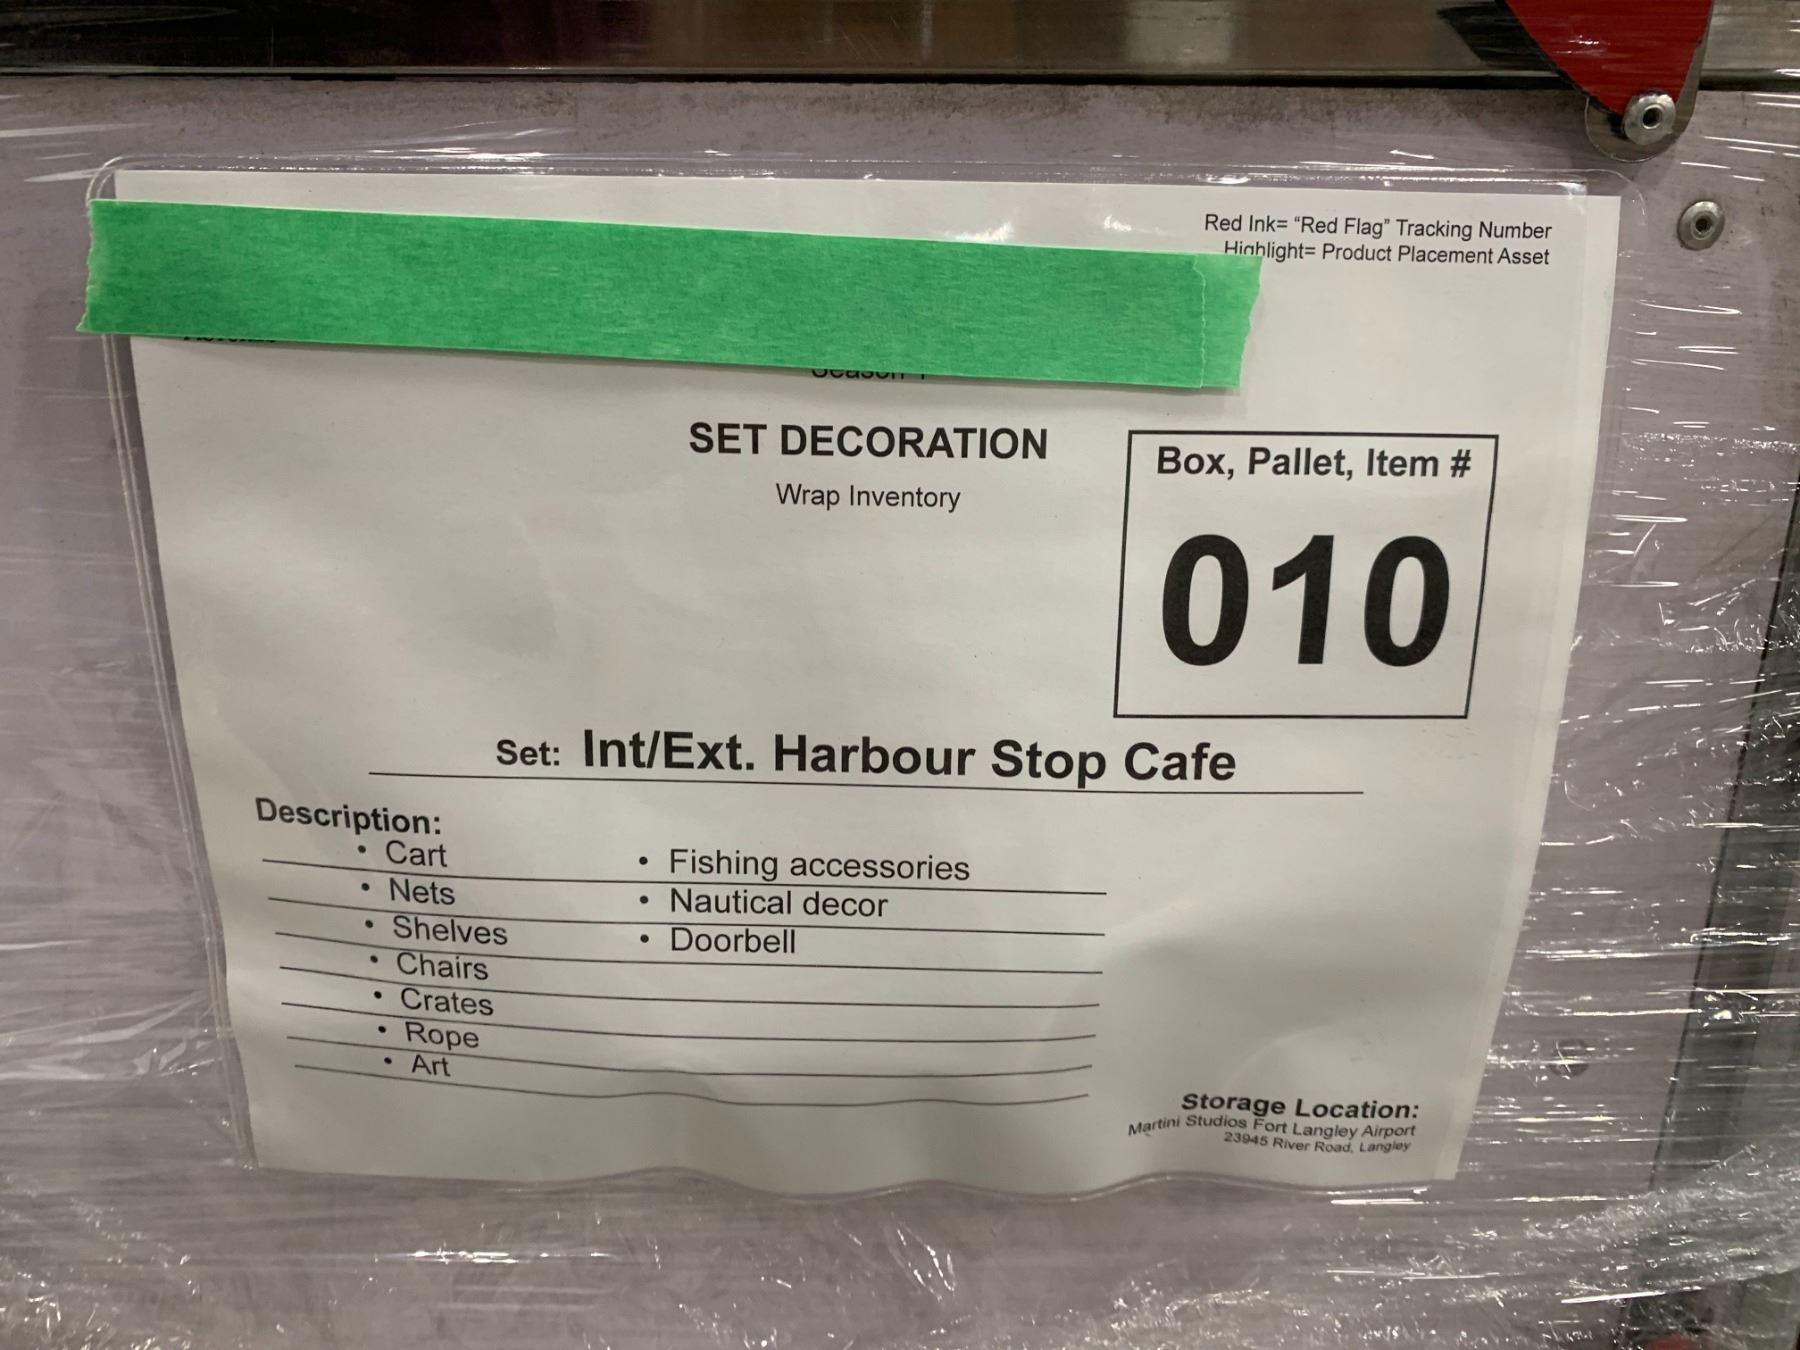 Red Ink= “Red Flag” Tracking Number
Highlight= Product Placement Asset
Season 1
SET DECORATION
Wrap Inventory
Box, Pallet, Item #
010
Set: Int/Ext. Harbour Stop Cafe
Description:
• Cart
• Nets
• Shelves
• Chairs
• Crates
• Rope
• Art
• Fishing accessories
• Nautical decor
• Doorbell
Storage Location:
Martini Studios Fort Langley Airport
23945 River Road, Langley